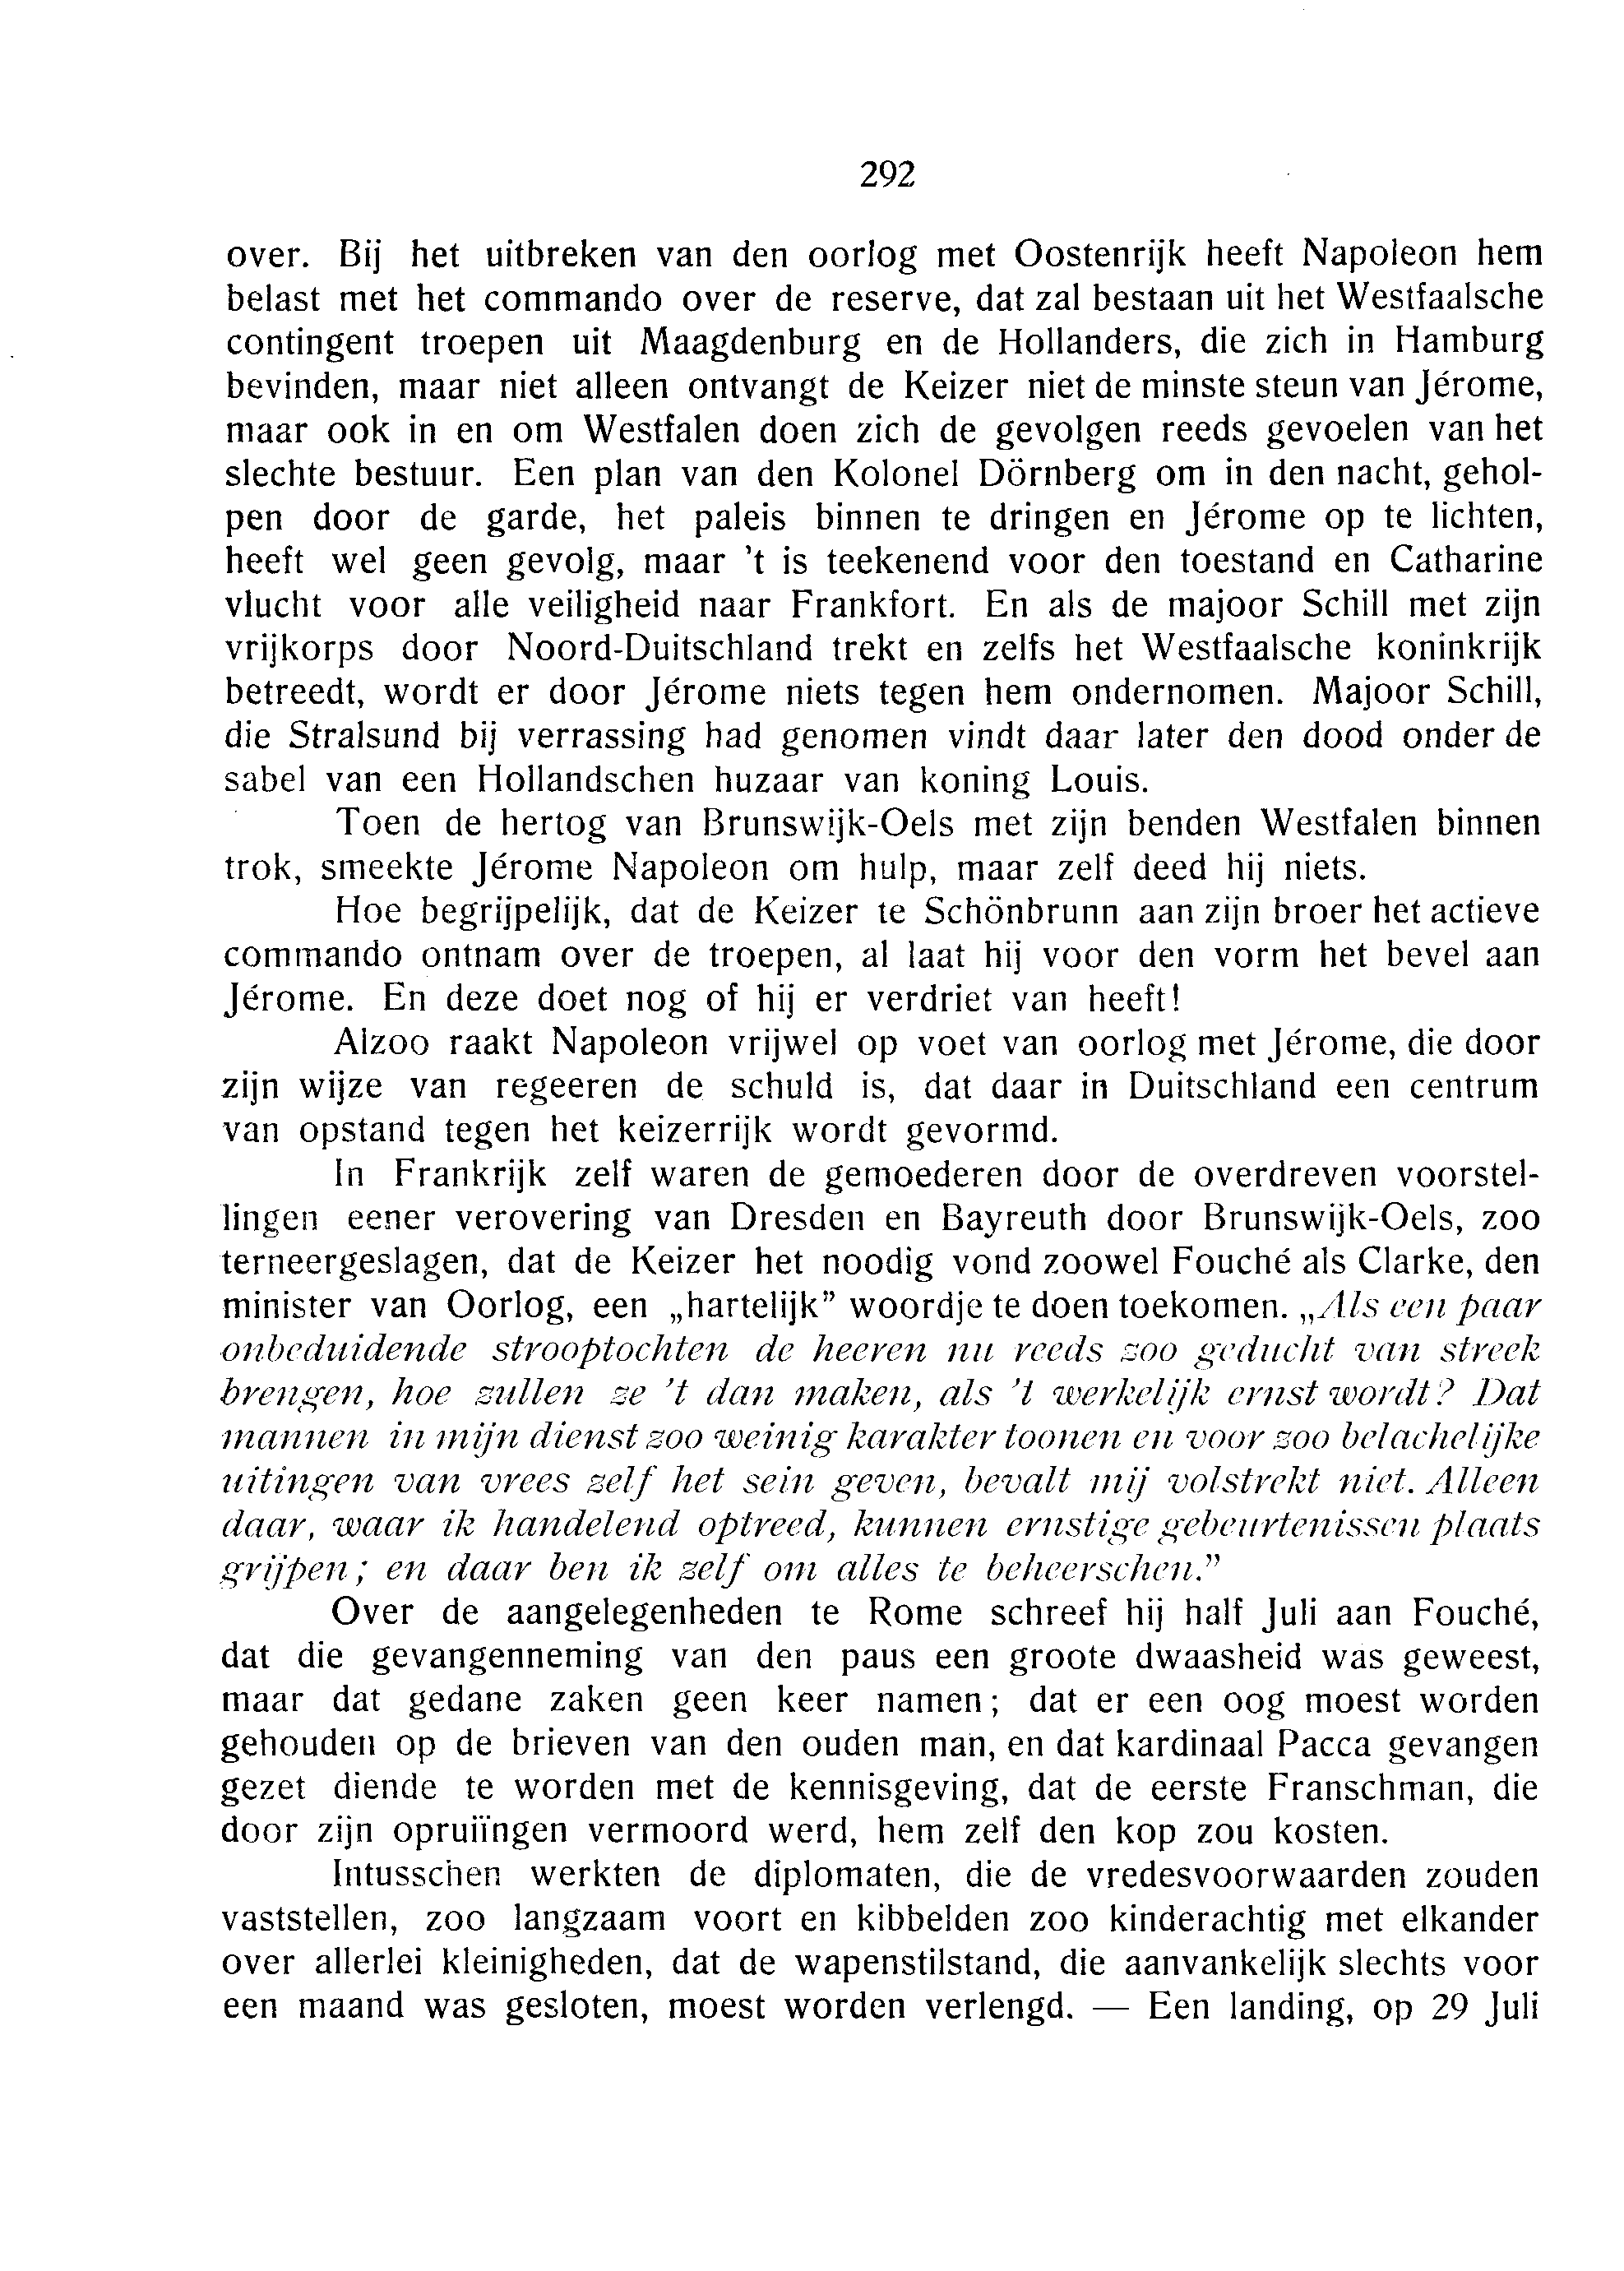 292
over. Bij het uitbreken van den oorlog met Oostenrijk heeft Napoleon hem
belast met het commando over de reserve, dat zal bestaan uit het Westfaalsche
contingent troepen uit Maagdenburg en de Hollanders, die zich in Hamburg
bevinden, maar niet alleen ontvangt de Keizer niet de minste steun van Jérome,
maar ook in en om Westfalen doen zich de gevolgen reeds gevoelen van het
slechte bestuur. Een plan van den Kolonel Dörnberg om in den nacht, gehol-
pen door de garde, het paleis binnen te dringen en Jérome op te lichten,
heeft wel geen gevolg, maar 't is teekenend voor den toestand en Catharine
vlucht voor alle veiligheid naar Frankfort. En als de majoor Schill met zijn
vrijkorps door Noord-Duitschland trekt en zelfs het Westfaalsche koninkrijk
betreedt, wordt er door Jérome niets tegen hem ondernomen. Majoor Schill,
die Stralsund bij verrassing had genomen vindt daar later den dood onder de
sabel van een Hollandschen huzaar van koning Louis.
Toen de hertog van Brunswijk-Oels met zijn benden Westfalen binnen
trok, smeekte Jérome Napoleon om hulp, maar zelf deed hij niets.
Hoe begrijpelijk, dat de Keizer te Schönbrunn aan zijn broer het actieve
commando ontnam over de troepen, al laat hij voor den vorm het bevel aan
Jérome. En deze doet nog of hij er verdriet van heeft!
Alzoo raakt Napoleon vrijwel op voet van oorlog met Jérome, die door
zijn wijze van regeeren de schuld is, dat daar in Duitschland een centrum
van opstand tegen het keizerrijk wordt gevormd.
In Frankrijk zelf waren de gemoederen door de overdreven voorstel-
lingen eener verovering van Dresden en Bayreuth door Brunswijk-Oels, zoo
terneergeslagen, dat de Keizer het noodig vond zoowel Fouché als Clarke, den
minister van Oorlog, een „hartelijk” woordje te doen toekomen. „Als een paar
onbeduidende strooptochten de heeren nu reeds zoo geducht van streek
brengen, hoe zullen ze 't dan maken, als 't werkelijk ernst wordt? Dat
mannen in mijn dienst zoo weinig karakter toonen en voor zoo belachelijke
uitingen van vrees zelf het sein geven, bevalt mij volstrekt niet. Alleen
daar, waar ik handelend optreed, kunnen ernstige gebeurtenissen plaats
grijpen; en daar ben ik zelf om alles te beheerschen.”
Over de aangelegenheden te Rome schreef hij half Juli aan Fouché,
dat die gevangenneming van den paus een groote dwaasheid was geweest,
maar dat gedane zaken geen keer namen; dat er een oog moest worden
gehouden op de brieven van den ouden man, en dat kardinaal Pacca gevangen
gezet diende te worden met de kennisgeving, dat de eerste Franschman, die
door zijn opruiïngen vermoord werd, hem zelf den kop zou kosten.
Intusschen werkten de diplomaten, die de vredesvoorwaarden zouden
vaststellen, zoo langzaam voort en kibbelden zoo kinderachtig met elkander
over allerlei kleinigheden, dat de wapenstilstand, die aanvankelijk slechts voor
een maand was gesloten, moest worden verlengd. — Een landing, op 29 Juli